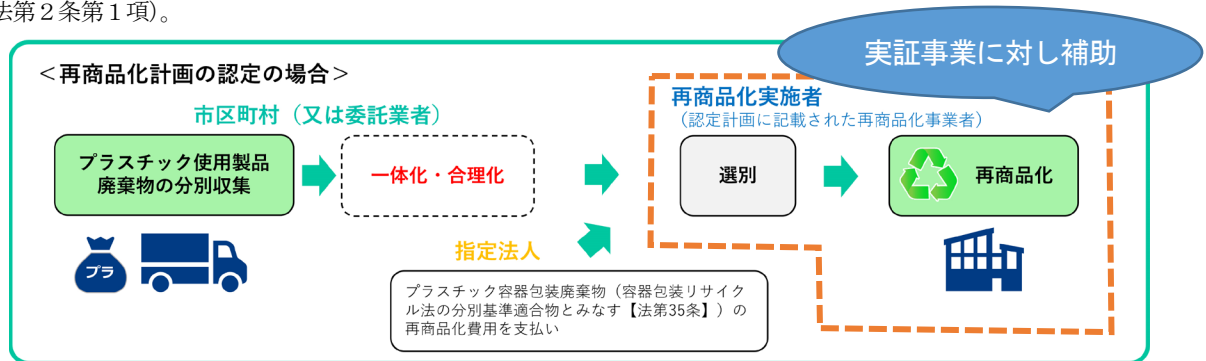 法第２条第１項）。
実証事業に対し補助
＜再商品化計画の認定の場合＞
市区町村（又は委託業者）
再商品化実施者
（認定計画に記載された再商品化事業者）
プラスチック使用製品
廃棄物の分別収集
一体化・合理化
選別
再商品化
プラ
指定法人
プラスチック容器包装廃棄物（容器包装リサイク
ル法の分別基準適合物とみなす【法第35条】）の
再商品化費用を支払い